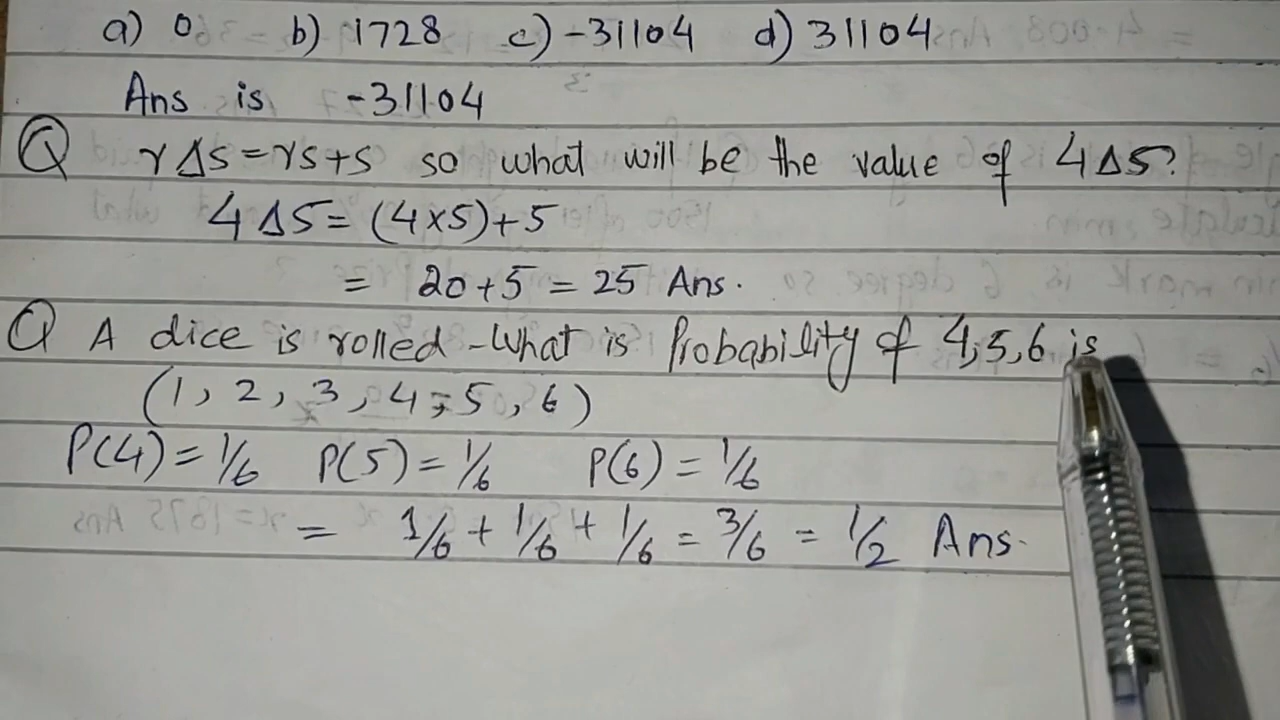 a) 0 b) 1728 c) -31104 d) 31104
Ans is -31104
Q r Δ s = rs + s so what will be the value of 4 Δ 5?
4 Δ 5 = (4×5) + 5
= 20 + 5 = 25 Ans.
Q A dice is rolled - What is Probability of 4, 5, 6 is
(1, 2, 3, 4, 5, 6)
P(4) = 1/6 P(5) = 1/6 P(6) = 1/6
= 1/6 + 1/6 + 1/6 = 3/6 = 1/2 Ans.